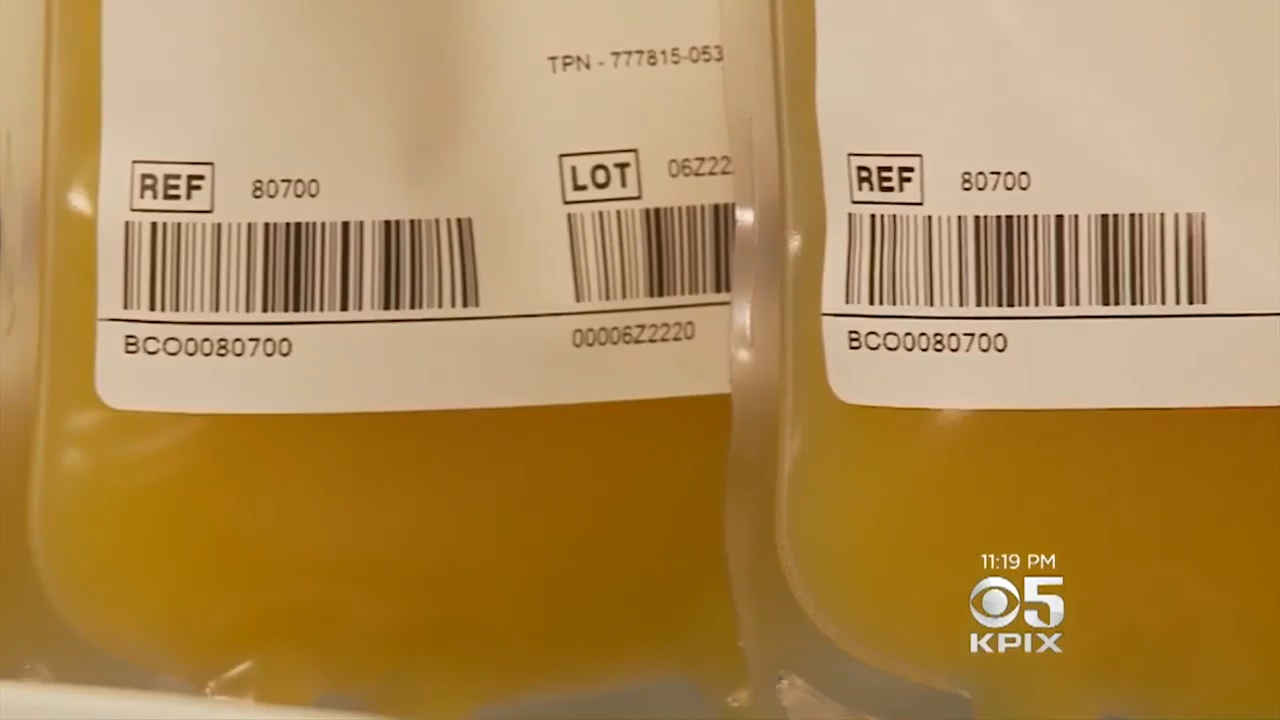 TPN - 777815-053
REF 80700
LOT 06Z22
BCO0080700
00006Z2220
REF 80700
BCO0080700
11:19 PM
5
KPIX